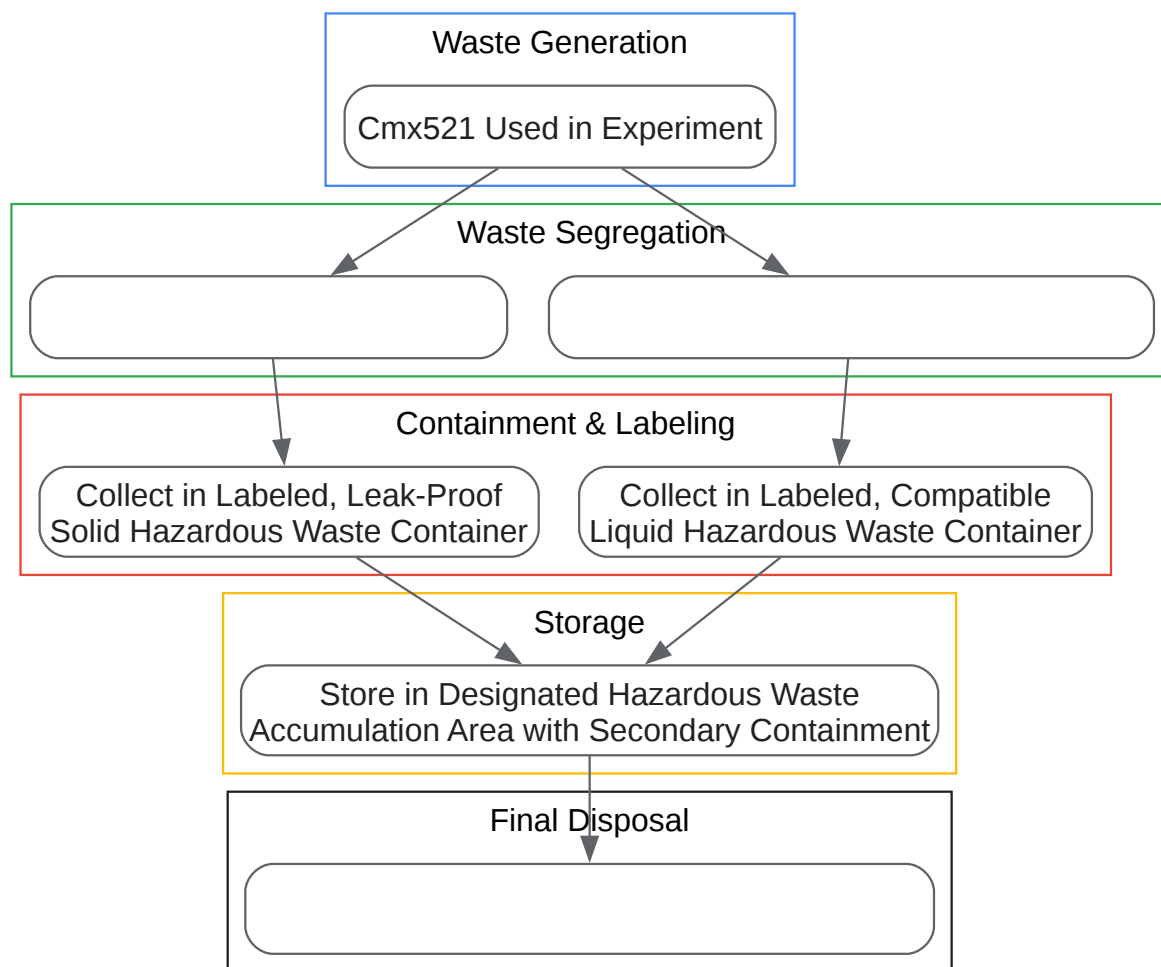 Waste Generation
Cmx521 Used in Experiment
Waste Segregation
Containment & Labeling
Collect in Labeled, Leak-Proof
Solid Hazardous Waste Container
Collect in Labeled, Compatible
Liquid Hazardous Waste Container
Storage
Store in Designated Hazardous Waste
Accumulation Area with Secondary Containment
Final Disposal